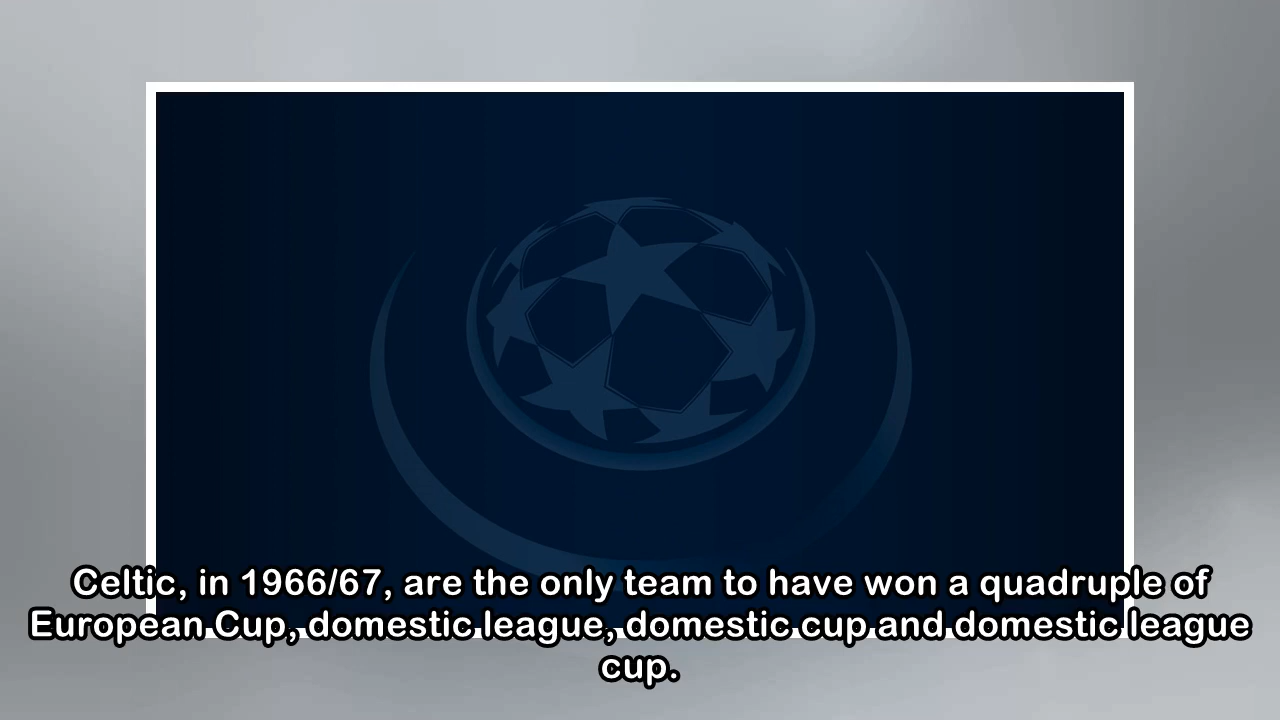 Celtic, in 1966/67, are the only team to have won a quadruple of
European Cup, domestic league, domestic cup and domestic league
cup.